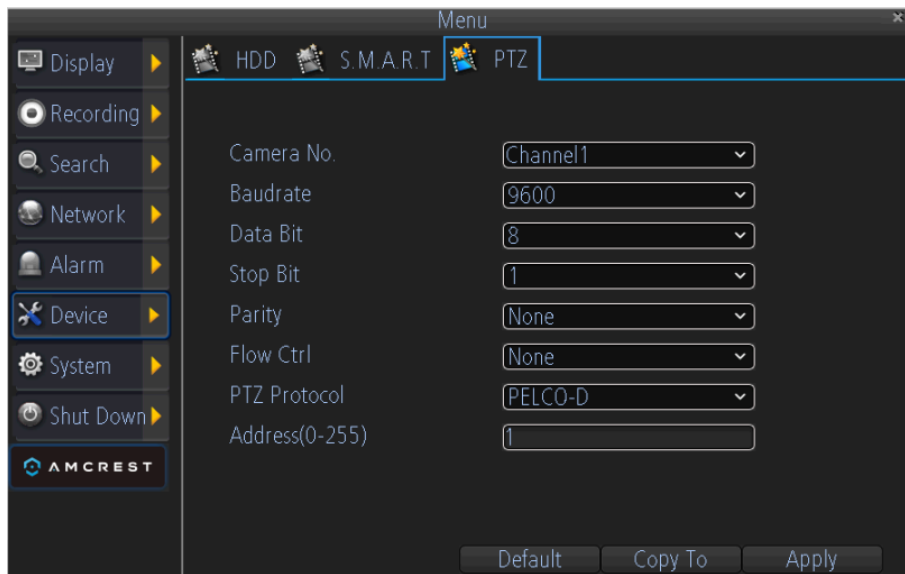 Menu
Display
Recording
Search
Network
Alarm
Device
System
Shut Down
AMCREST
HDD S.M.A.R.T PTZ
Camera No. Channel1
Baudrate 9600
Data Bit 8
Stop Bit 1
Parity None
Flow Ctrl None
PTZ Protocol PELCO-D
Address(0-255) 1
Default Copy To Apply